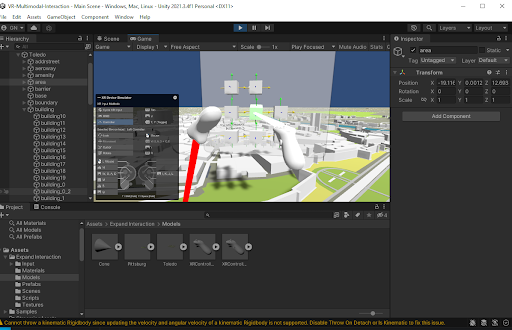 VR-Multimodal-Interaction - Main Scene - Windows, Mac, Linux - Unity 2021.3.4f1 Personal <DX11>
File Edit Assets GameObject Component Window Help
ON
Layers Layout
Hierarchy
All
Toledo
addrstreet
aeroway
amenity
area
barrier
base
boundary
building
building10
building11
building12
building13
building14
building15
building16
building17
building18
building19
building_0
building_0_2
building_1
Scene Game
Game Display 1 Free Aspect Scale 1x Play Focused Mute Audio Stats
XR Device Simulator
Inspector
area Static
Tag Untagged Layer Default
Transform
Position X -19.116 Y 0.0012 Z 12.693
Rotation X 0 Y 0 Z 0
Scale X 1 Y 1 Z 1
Add Component
Project Console
All Materials
All Models
All Prefabs
Assets
Expand Interaction
Input
Materials
Models
Prefabs
Scenes
Scripts
Textures
Samples
Assets > Expand Interaction > Models
Cone Pittsburg Toledo XRControll... XRControll...
Cannot throw a kinematic Rigidbody since updating the velocity and angular velocity of a kinematic Rigidbody is not supported. Disable Throw On Detach or Is Kinematic to fix this issue.